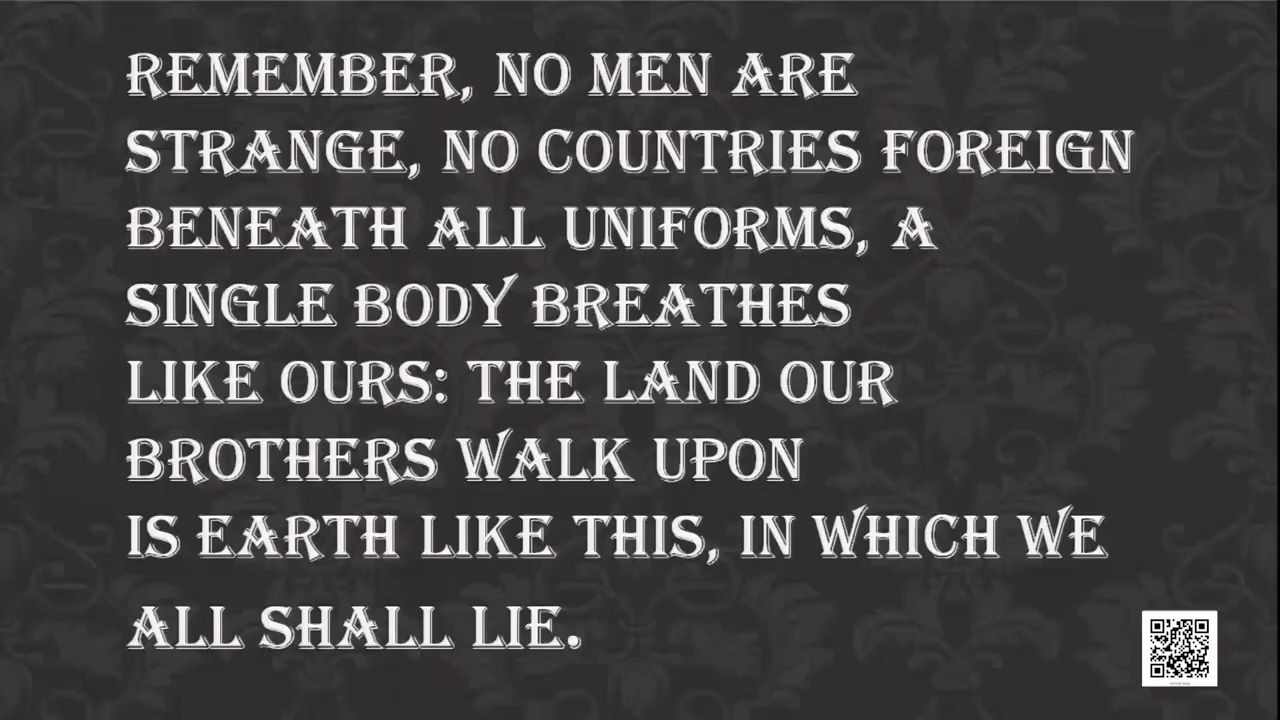 REMEMBER, NO MEN ARE
STRANGE, NO COUNTRIES FOREIGN
BENEATH ALL UNIFORMS, A
SINGLE BODY BREATHES
LIKE OURS: THE LAND OUR
BROTHERS WALK UPON
IS EARTH LIKE THIS, IN WHICH WE
ALL SHALL LIE.